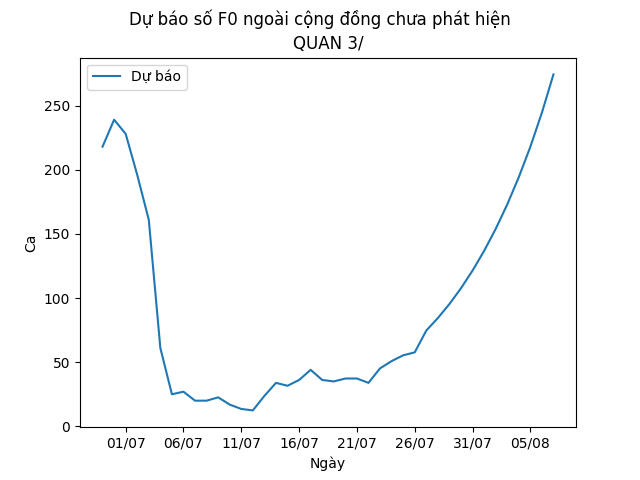 Dự báo số F0 ngoài cộng đồng chưa phát hiện
QUAN 3/
Dự báo
250
200
150
100
50
0
Ca
01/07 06/07 11/07 16/07 21/07 26/07 31/07 05/08
Ngày